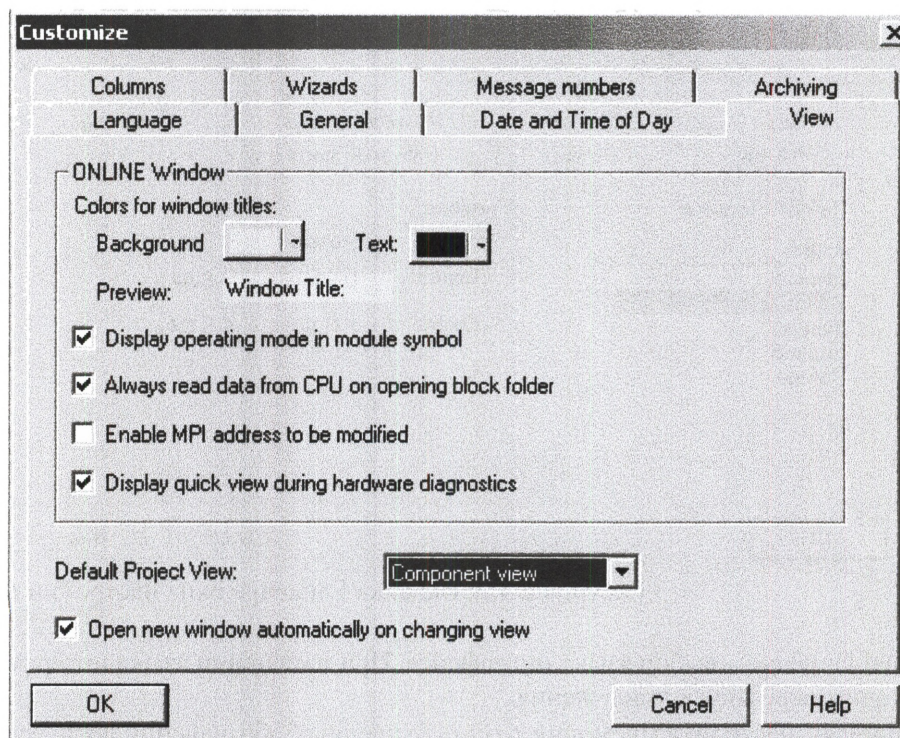 Customize
Columns Wizards Message numbers Archiving
Language General Date and Time of Day View
ONLINE Window
Colors for window titles:
Background Text:
Preview: Window Title:
Display operating mode in module symbol
Always read data from CPU on opening block folder
Enable MPI address to be modified
Display quick view during hardware diagnostics
Default Project View: Component view
Open new window automatically on changing view
OK Cancel Help